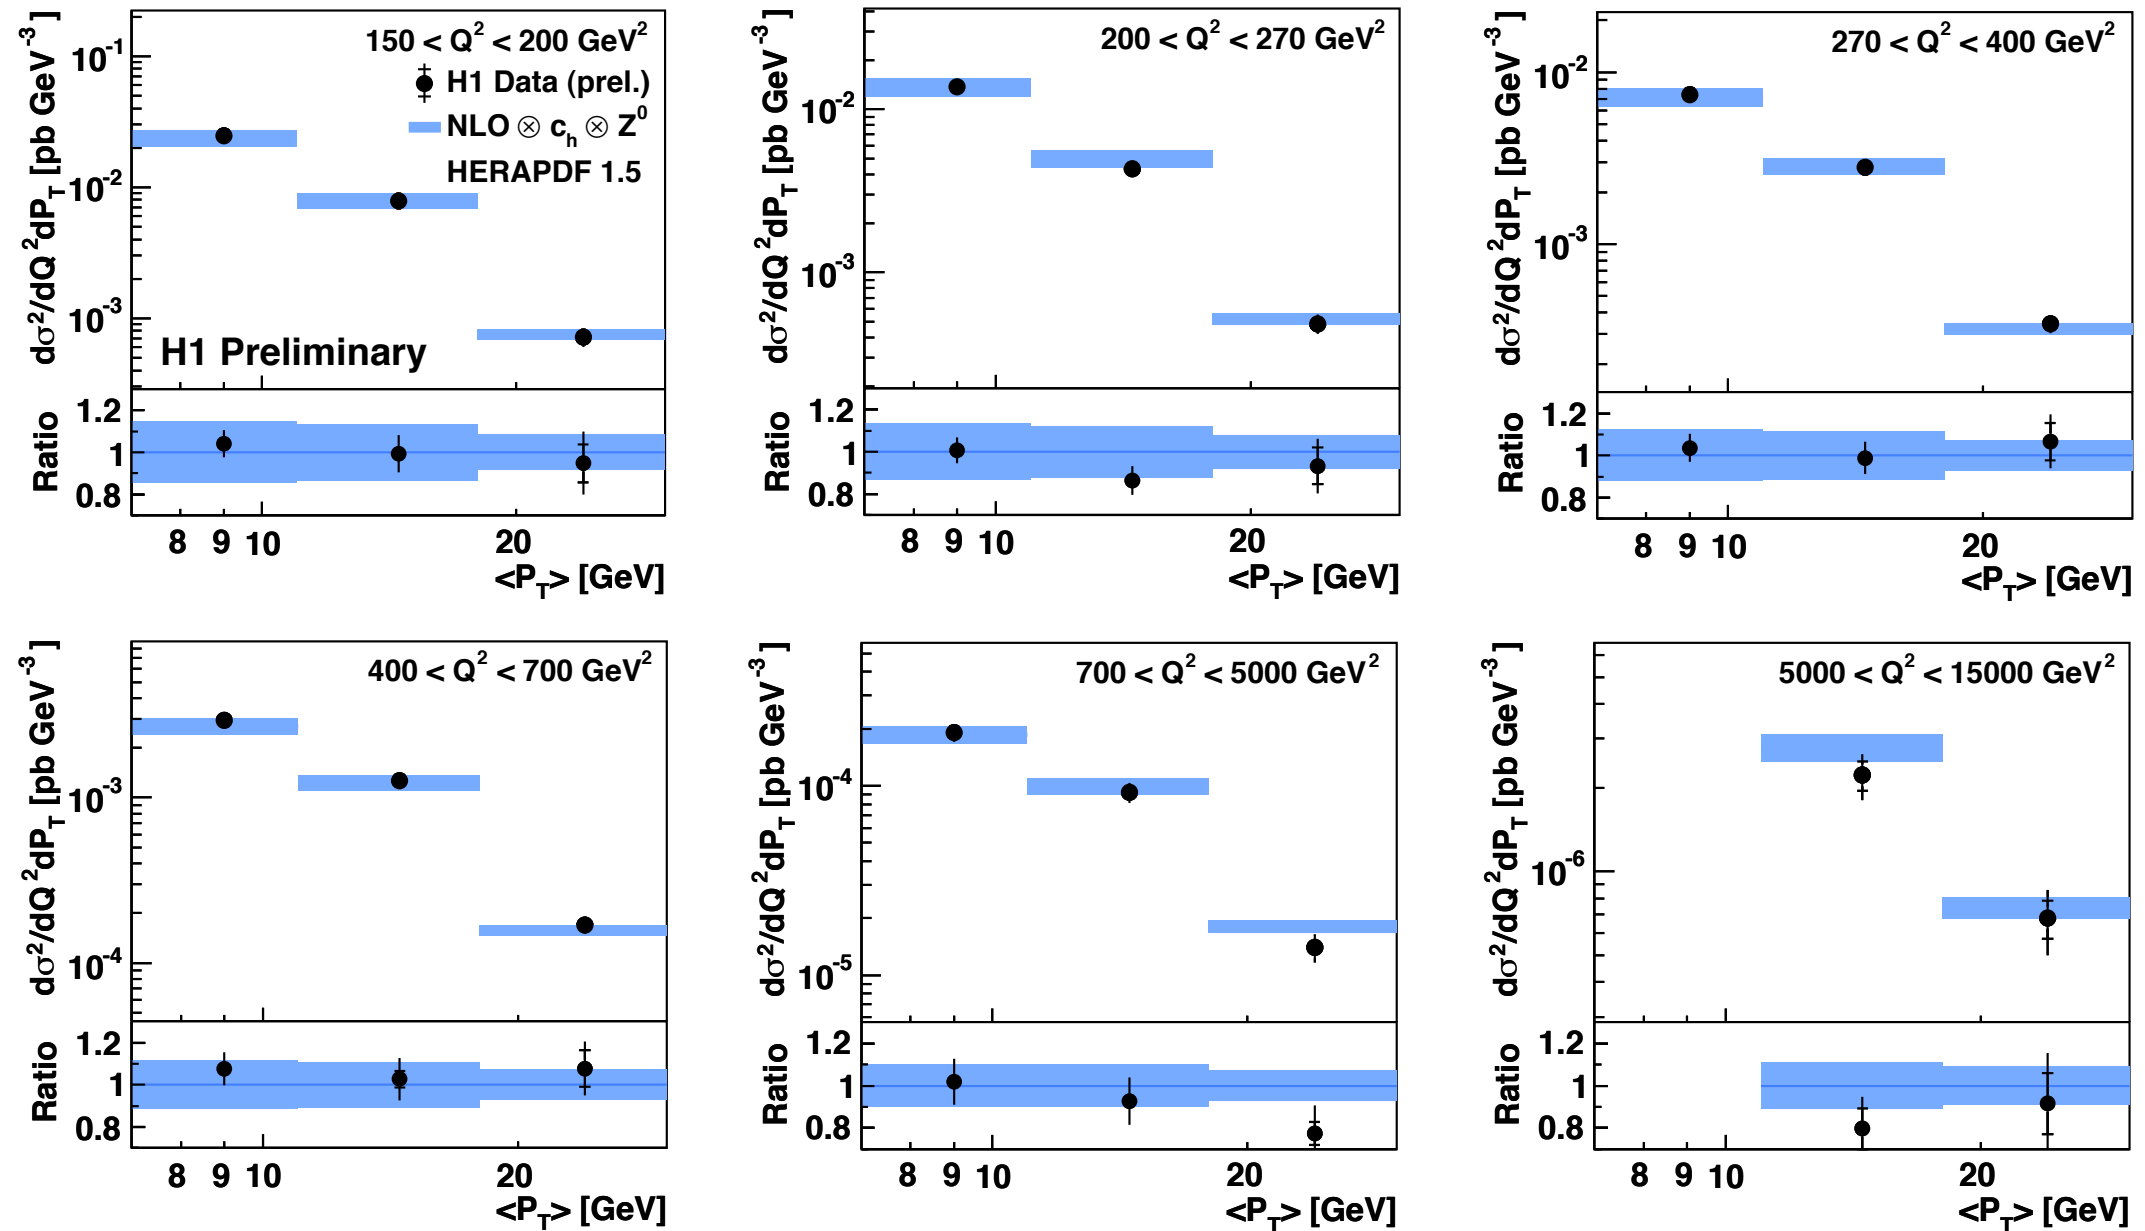 dσ²/dQ²dP_T [pb GeV⁻³]
150 < Q² < 200 GeV²
H1 Data (prel.)
NLO ⊗ c_h ⊗ Z⁰
HERAPDF 1.5
10⁻¹
10⁻²
10⁻³
H1 Preliminary
Ratio
1.2
1
0.8
8 9 10 20
<P_T> [GeV]
dσ²/dQ²dP_T [pb GeV⁻³]
200 < Q² < 270 GeV²
10⁻²
10⁻³
Ratio
1.2
1
0.8
8 9 10 20
<P_T> [GeV]
dσ²/dQ²dP_T [pb GeV⁻³]
270 < Q² < 400 GeV²
10⁻²
10⁻³
Ratio
1.2
1
0.8
8 9 10 20
<P_T> [GeV]
dσ²/dQ²dP_T [pb GeV⁻³]
400 < Q² < 700 GeV²
10⁻³
10⁻⁴
Ratio
1.2
1
0.8
8 9 10 20
<P_T> [GeV]
dσ²/dQ²dP_T [pb GeV⁻³]
700 < Q² < 5000 GeV²
10⁻⁴
10⁻⁵
Ratio
1.2
1
0.8
8 9 10 20
<P_T> [GeV]
dσ²/dQ²dP_T [pb GeV⁻³]
5000 < Q² < 15000 GeV²
10⁻⁶
Ratio
1.2
1
0.8
8 9 10 20
<P_T> [GeV]